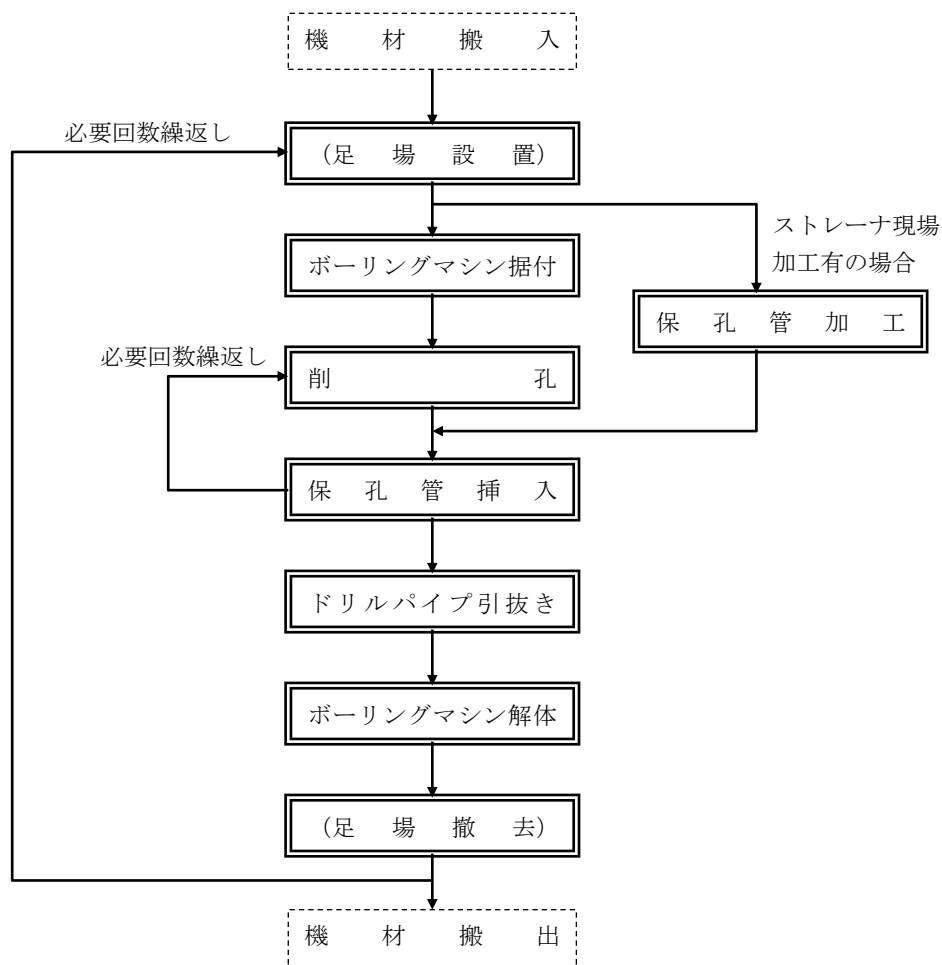 機材搬入
必要回数繰返し
(足場設置)
ストレーナ現場
加工有の場合
ボーリングマシン据付
保孔管加工
必要回数繰返し
削孔
保孔管挿入
ドリルパイプ引抜き
ボーリングマシン解体
(足場撤去)
機材搬出